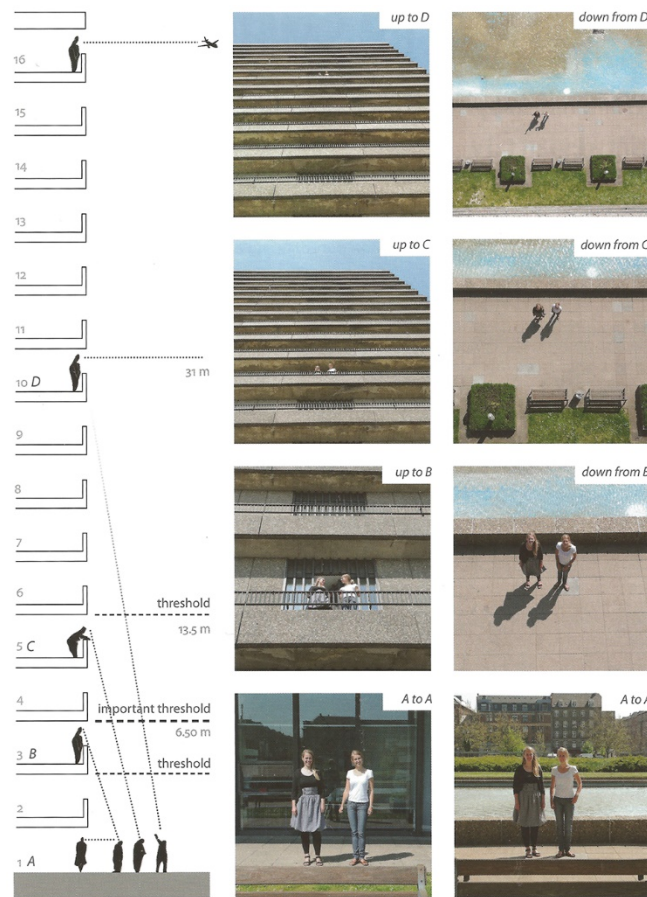 16
15
14
13
12
11
31 m
10 D
9
8
7
6
threshold
13.5 m
5 C
4
important threshold
6.50 m
3 B
threshold
2
1 A
up to D
down from D
up to C
down from C
up to B
down from B
A to A
A to A